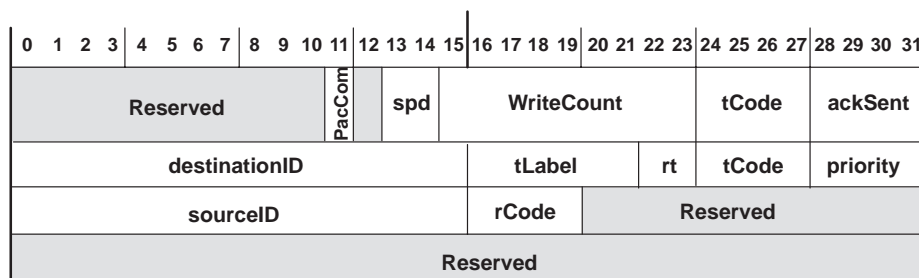 0 1 2 3 4 5 6 7 8 9 10 11 12 13 14 15 16 17 18 19 20 21 22 23 24 25 26 27 28 29 30 31
Reserved PacCom spd WriteCount tCode ackSent
destinationID tLabel rt tCode priority
sourceID rCode Reserved
Reserved